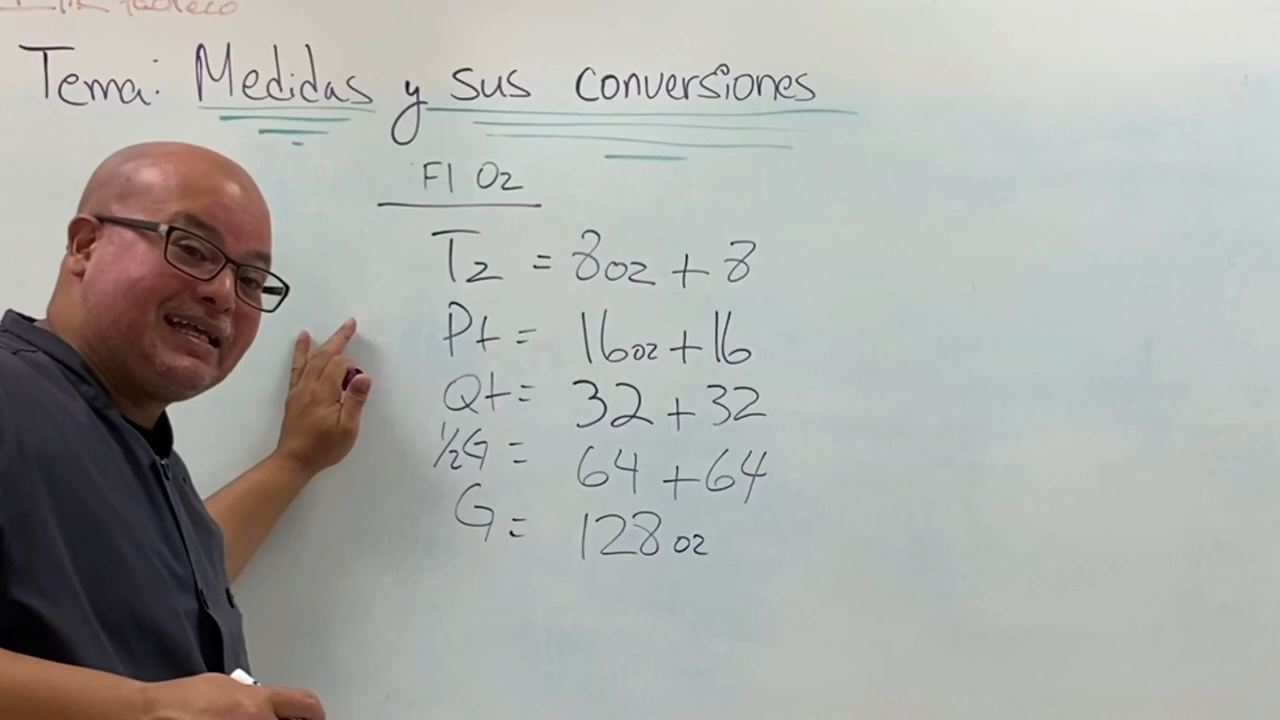 Pacheco
Tema: Medidas y sus conversiones
Fl Oz
Tz = 8oz + 8
Pt = 16oz + 16
Qt = 32 + 32
1/2G = 64 + 64
G = 128 oz